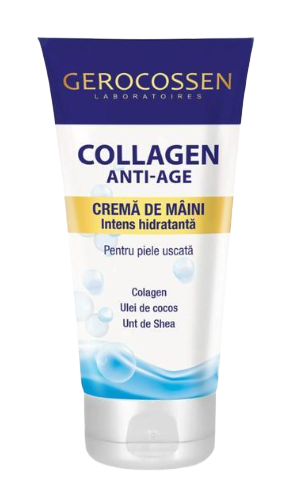 GEROCOSSEN
LABORATOIRES
COLLAGEN
ANTI-AGE
CREMĂ DE MÂINI
Intens hidratantă
Pentru piele uscată
Colagen
Ulei de cocos
Unt de Shea